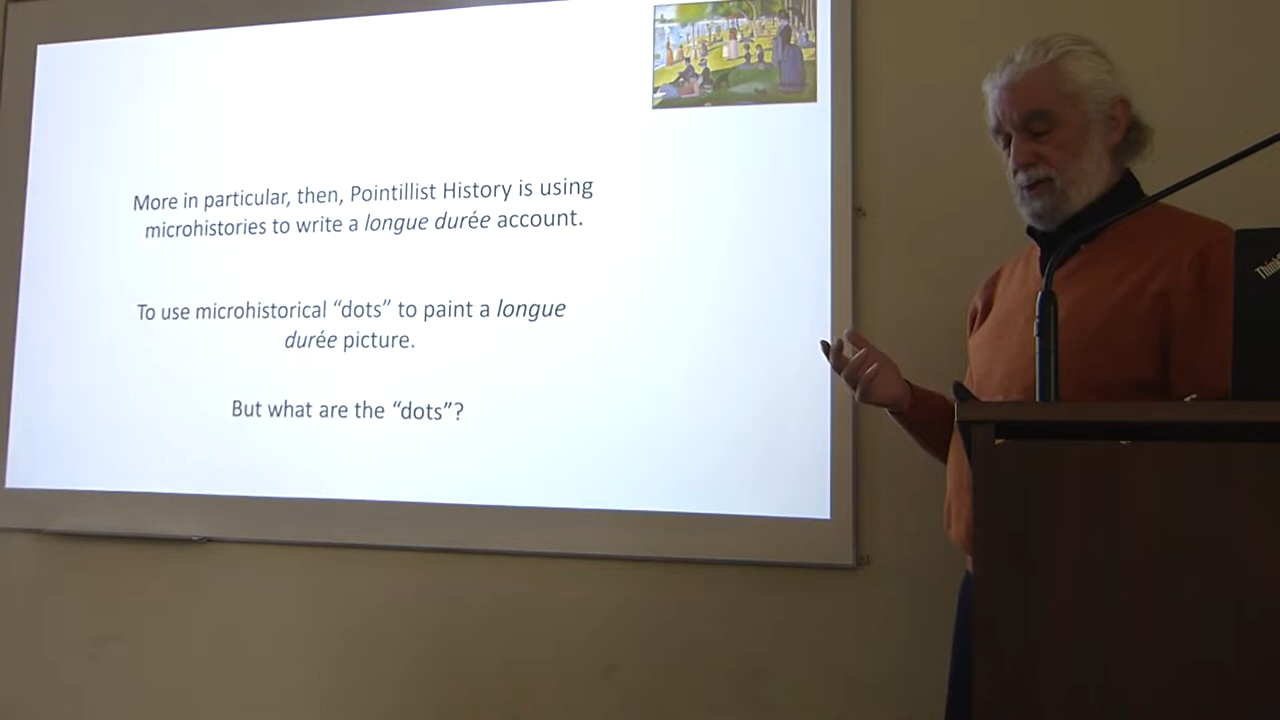 More in particular, then, Pointillist History is using
microhistories to write a longue durée account.
To use microhistorical “dots” to paint a longue
durée picture.
But what are the “dots”?
Think